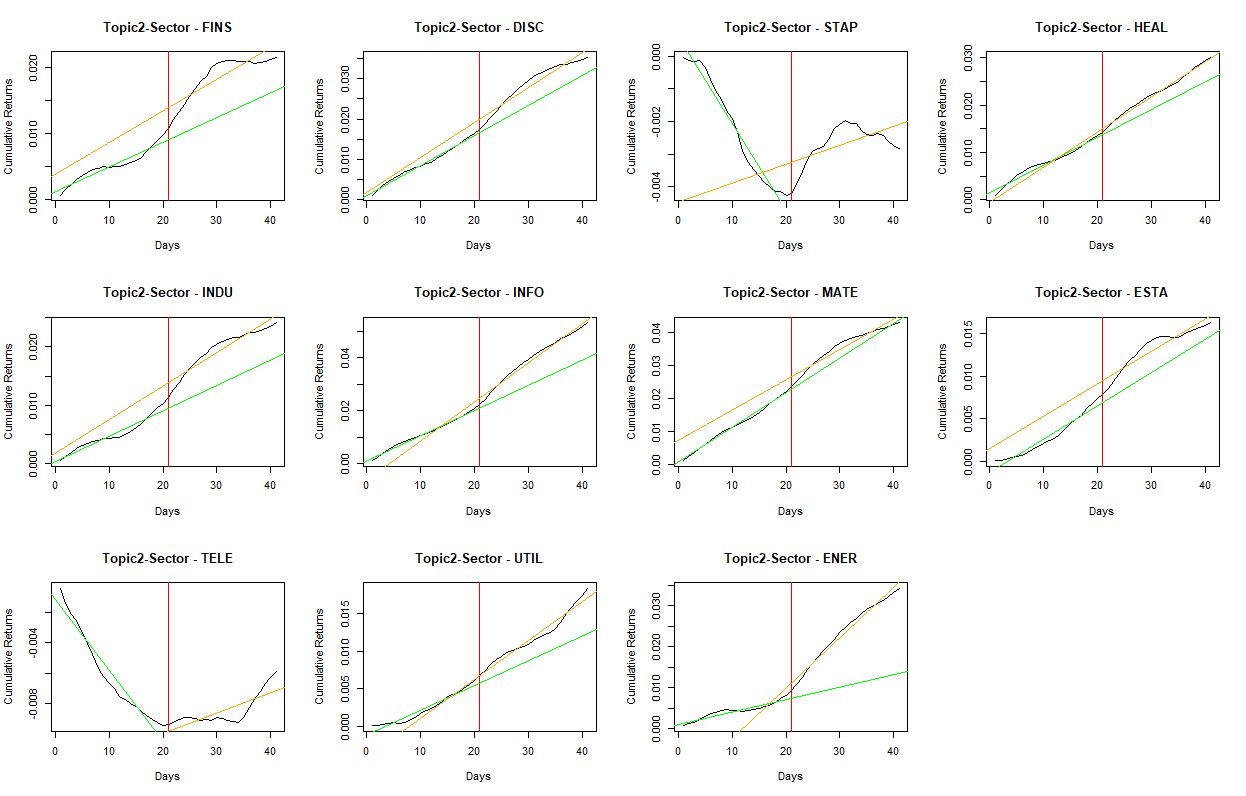 Topic2-Sector - FINS
Cumulative Returns
0.000 0.010 0.020
0 10 20 30 40
Days
Topic2-Sector - DISC
Cumulative Returns
0.000 0.010 0.020 0.030
0 10 20 30 40
Days
Topic2-Sector - STAP
Cumulative Returns
-0.004 -0.002 0.000
0 10 20 30 40
Days
Topic2-Sector - HEAL
Cumulative Returns
0.000 0.010 0.020 0.030
0 10 20 30 40
Days
Topic2-Sector - INDU
Cumulative Returns
0.000 0.010 0.020
0 10 20 30 40
Days
Topic2-Sector - INFO
Cumulative Returns
0.00 0.02 0.04
0 10 20 30 40
Days
Topic2-Sector - MATE
Cumulative Returns
0.00 0.01 0.02 0.03 0.04
0 10 20 30 40
Days
Topic2-Sector - ESTA
Cumulative Returns
0.000 0.005 0.010 0.015
0 10 20 30 40
Days
Topic2-Sector - TELE
Cumulative Returns
-0.008 -0.004
0 10 20 30 40
Days
Topic2-Sector - UTIL
Cumulative Returns
0.000 0.005 0.010 0.015
0 10 20 30 40
Days
Topic2-Sector - ENER
Cumulative Returns
0.000 0.010 0.020 0.030
0 10 20 30 40
Days